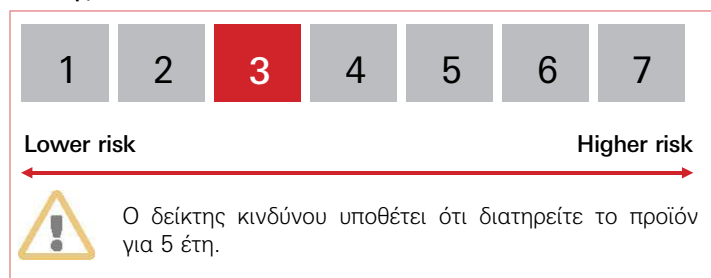 1 2 3 4 5 6 7
Lower risk Higher risk
Ο δείκτης κινδύνου υποθέτει ότι διατηρείτε το προϊόν
για 5 έτη.